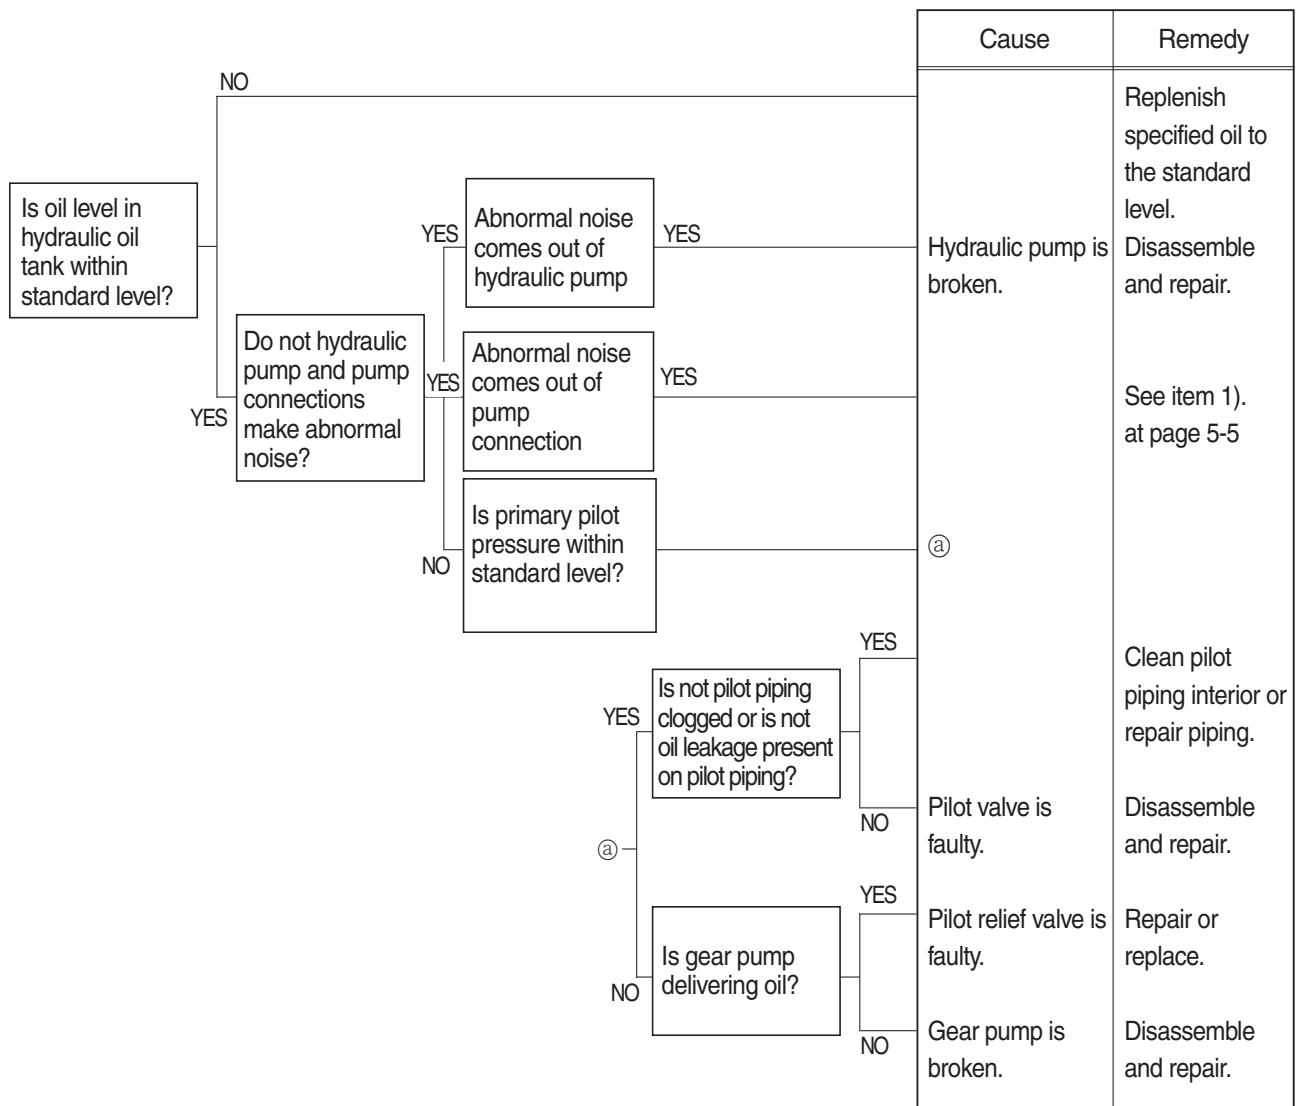 Cause
Remedy
NO
Replenish
specified oil to
the standard
level.
Is oil level in
hydraulic oil
tank within
standard level?
YES
Abnormal noise
comes out of
hydraulic pump
YES
Hydraulic pump is
broken.
Disassemble
and repair.
YES
Do not hydraulic
pump and pump
connections
make abnormal
noise?
YES
Abnormal noise
comes out of
pump
connection
YES
See item 1).
at page 5-5
NO
Is primary pilot
pressure within
standard level?
ⓐ
YES
Is not pilot piping
clogged or is not
oil leakage present
on pilot piping?
YES
Clean pilot
piping interior or
repair piping.
NO
Pilot valve is
faulty.
Disassemble
and repair.
ⓐ
NO
Is gear pump
delivering oil?
YES
Pilot relief valve is
faulty.
Repair or
replace.
NO
Gear pump is
broken.
Disassemble
and repair.